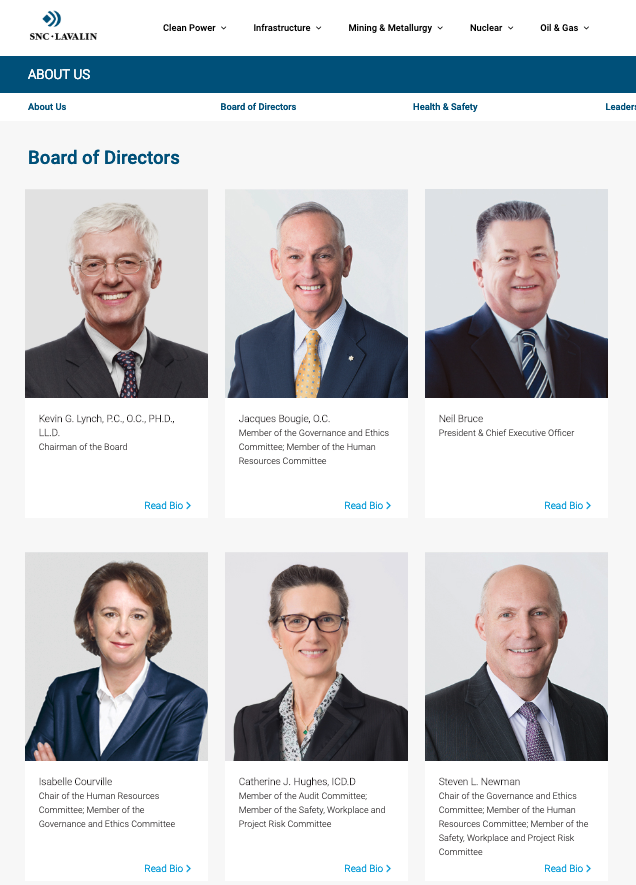 SNC·LAVALIN
Clean Power
Infrastructure
Mining & Metallurgy
Nuclear
Oil & Gas
ABOUT US
About Us
Board of Directors
Health & Safety
Leaders
Board of Directors
Kevin G. Lynch, P.C., O.C., PH.D.,
LL.D.
Chairman of the Board
Read Bio
Jacques Bougie, O.C.
Member of the Governance and Ethics
Committee; Member of the Human
Resources Committee
Read Bio
Neil Bruce
President & Chief Executive Officer
Read Bio
Isabelle Courville
Chair of the Human Resources
Committee; Member of the
Governance and Ethics Committee
Read Bio
Catherine J. Hughes, ICD.D
Member of the Audit Committee;
Member of the Safety, Workplace and
Project Risk Committee
Read Bio
Steven L. Newman
Chair of the Governance and Ethics
Committee; Member of the Human
Resources Committee; Member of the
Safety, Workplace and Project Risk
Committee
Read Bio